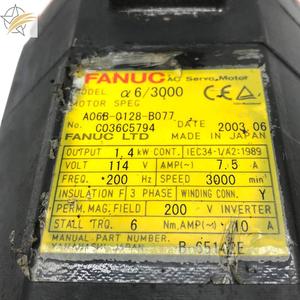 FANUC AC Servo Motor
MODEL α6/3000
MOTOR SPEC
A06B-0128-B077
No. C036C5794 DATE 2003.06
FANUC LTD MADE IN JAPAN
OUTPUT 1.4 kW CONT. IEC34-1/A2:1989
VOLT 114 V AMP(~) 7.5 A
FREQ. 200 Hz SPEED 3000 min⁻¹
INSULATION F 3 PHASE WINDING CONN. Y
PERM. MAG. FIELD 200 V INVERTER
STALL TRQ. 6 Nm, AMP(~) 10 A
MANUAL PART NUMBER